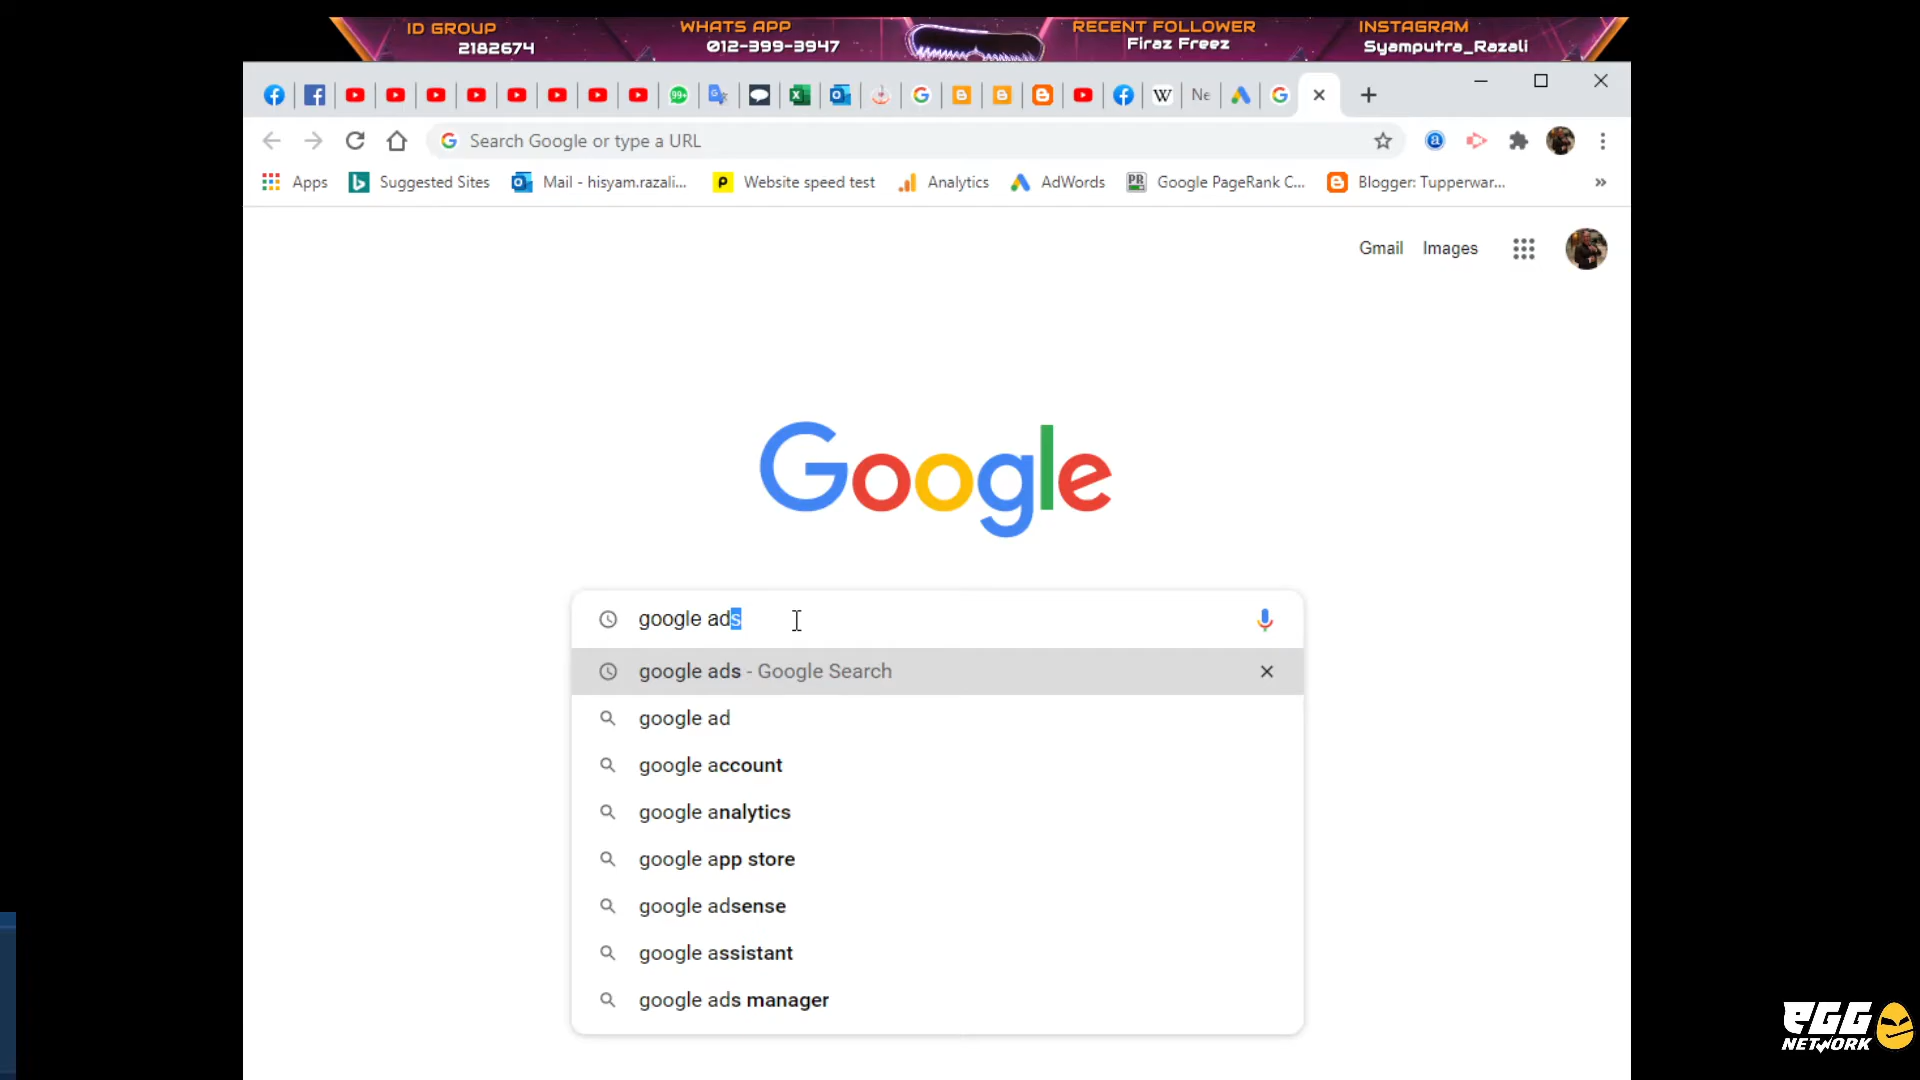 ID GROUP
2182674
WHATS APP
012-399-3947
RECENT FOLLOWER
Firaz Freez
INSTAGRAM
Syamputra_Razali
99+
W
Ne
Search Google or type a URL
Apps
Suggested Sites
Mail - hisyam.razali...
Website speed test
Analytics
AdWords
PR
Google PageRank C...
Blogger: Tupperwar...
»
Gmail
Images
Google
google ads
google ads - Google Search
google ad
google account
google analytics
google app store
google adsense
google assistant
google ads manager
eGG
NETWORK